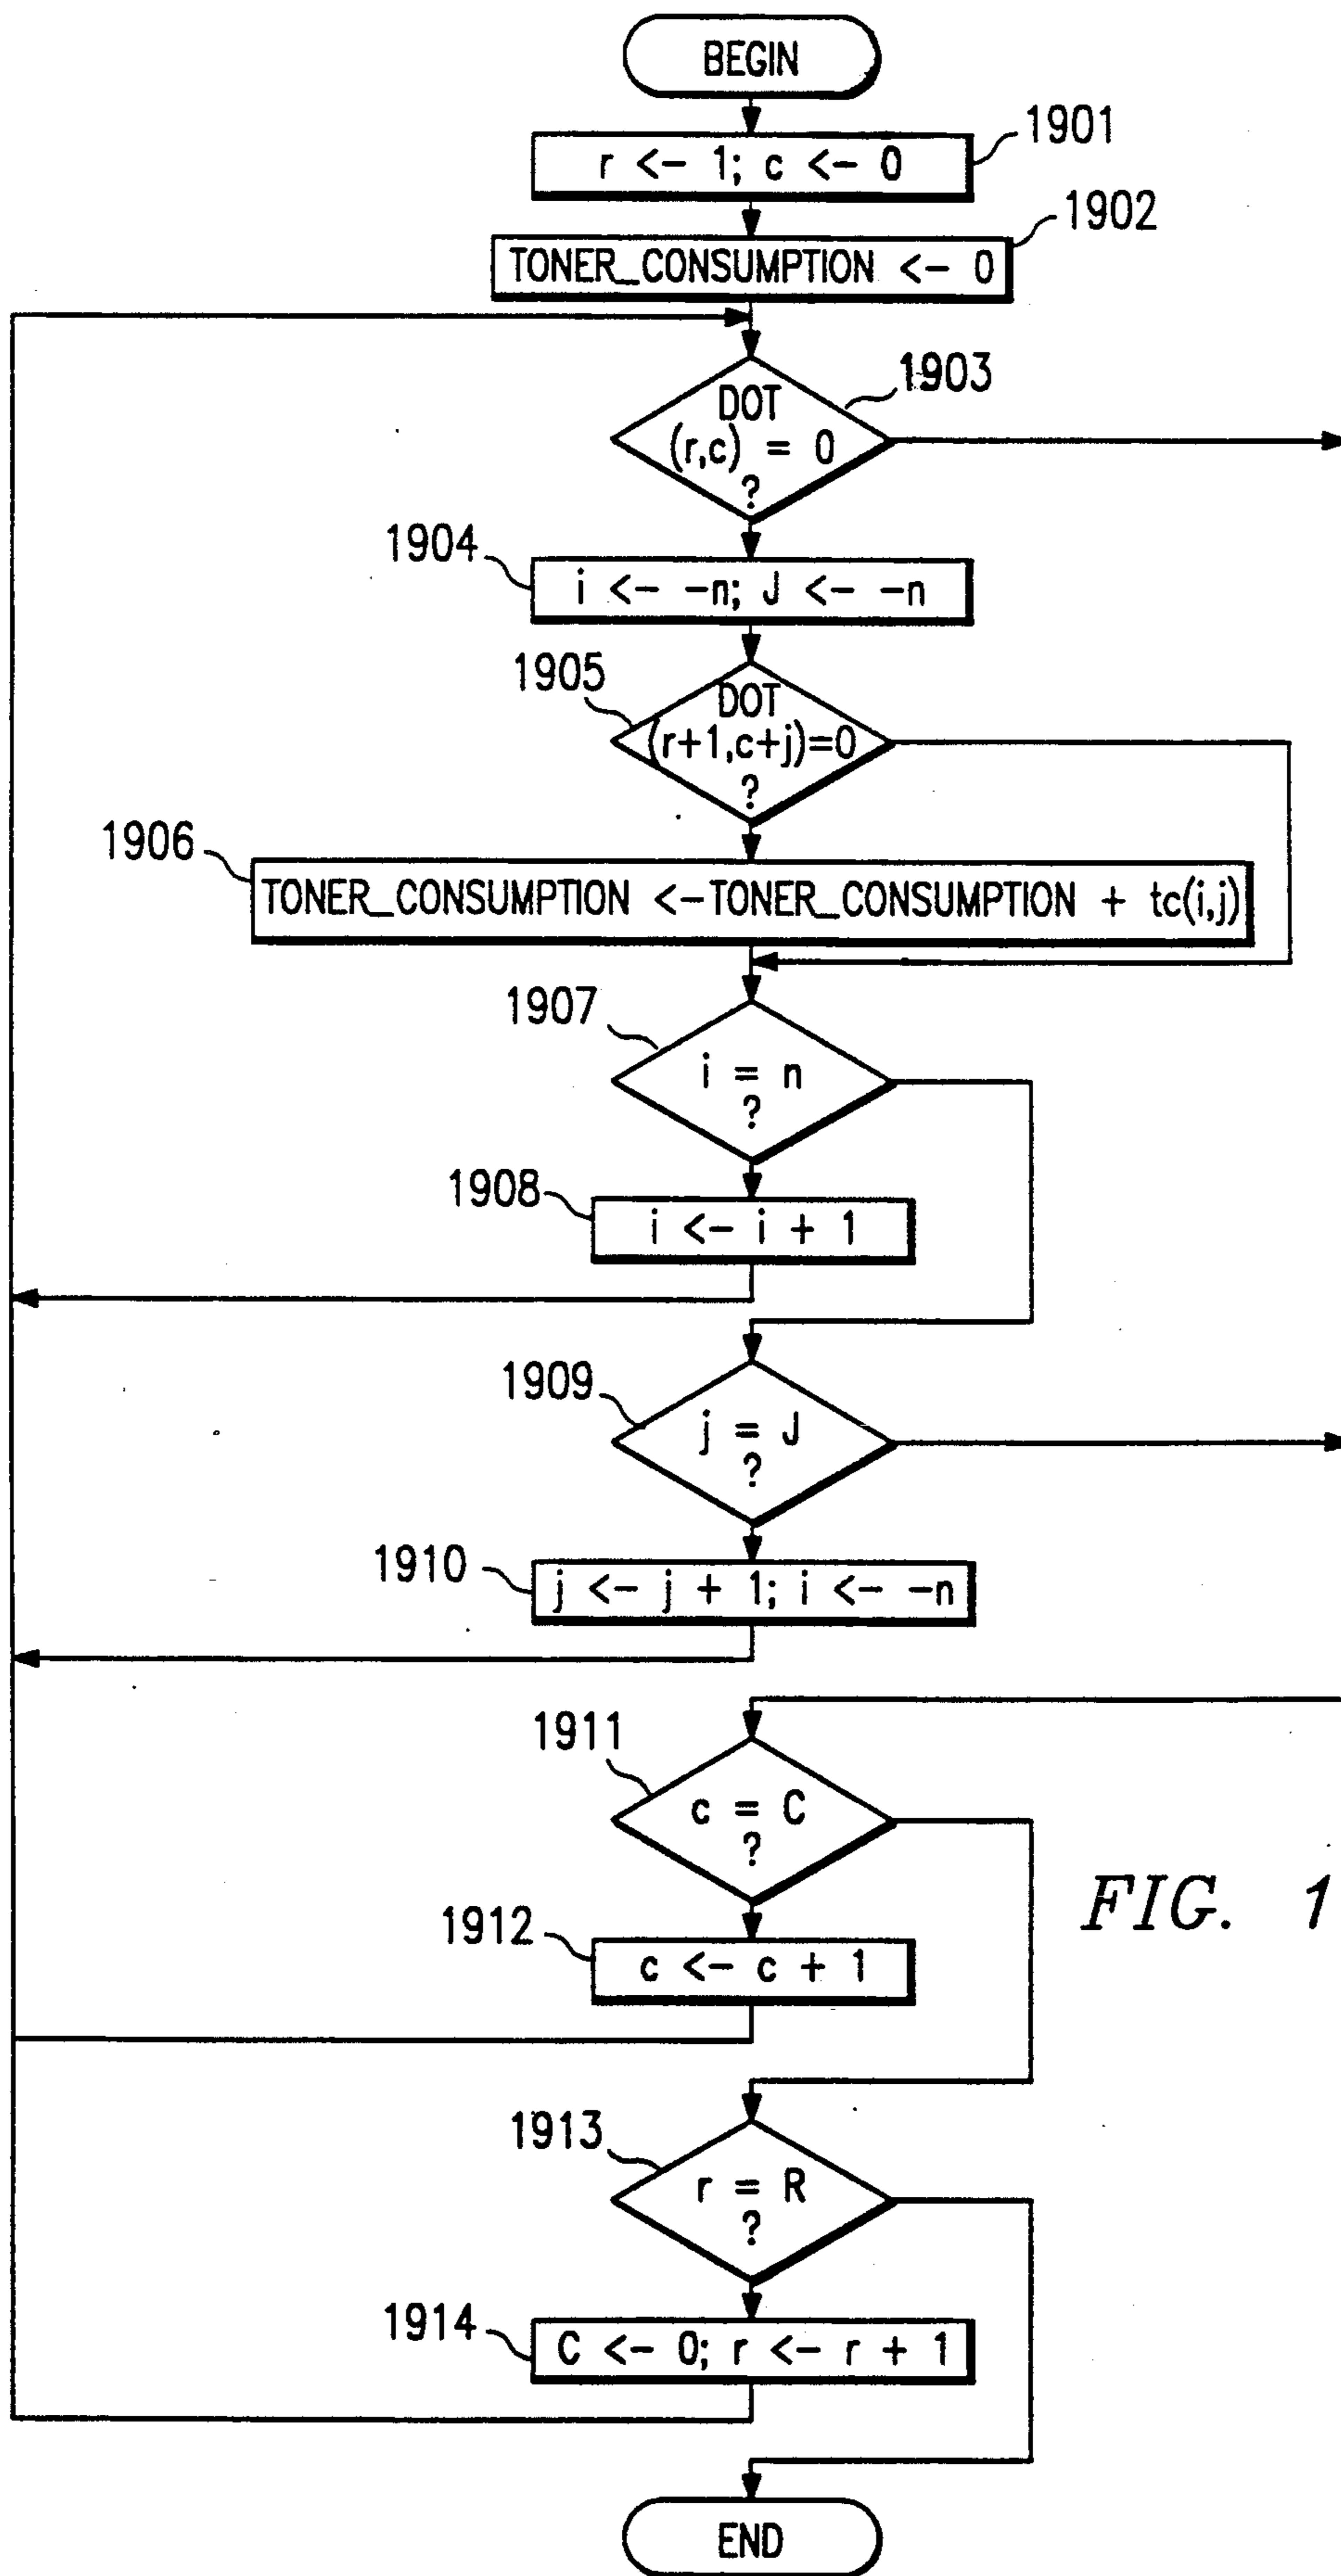 BEGIN
1901
r <- 1; c <- 0
1902
TONER_CONSUMPTION <- 0
1903
DOT
(r,c) = 0
?
1904
i <- -n; J <- -n
1905
DOT
(r+1,c+j)=0
?
1906
TONER_CONSUMPTION <-TONER_CONSUMPTION + tc(i,j)
1907
i = n
?
1908
i <- i + 1
1909
j = J
?
1910
j <- j + 1; i <- -n
1911
c = C
?
FIG. 1
1912
c <- c + 1
1913
r = R
?
1914
C <- 0; r <- r + 1
END